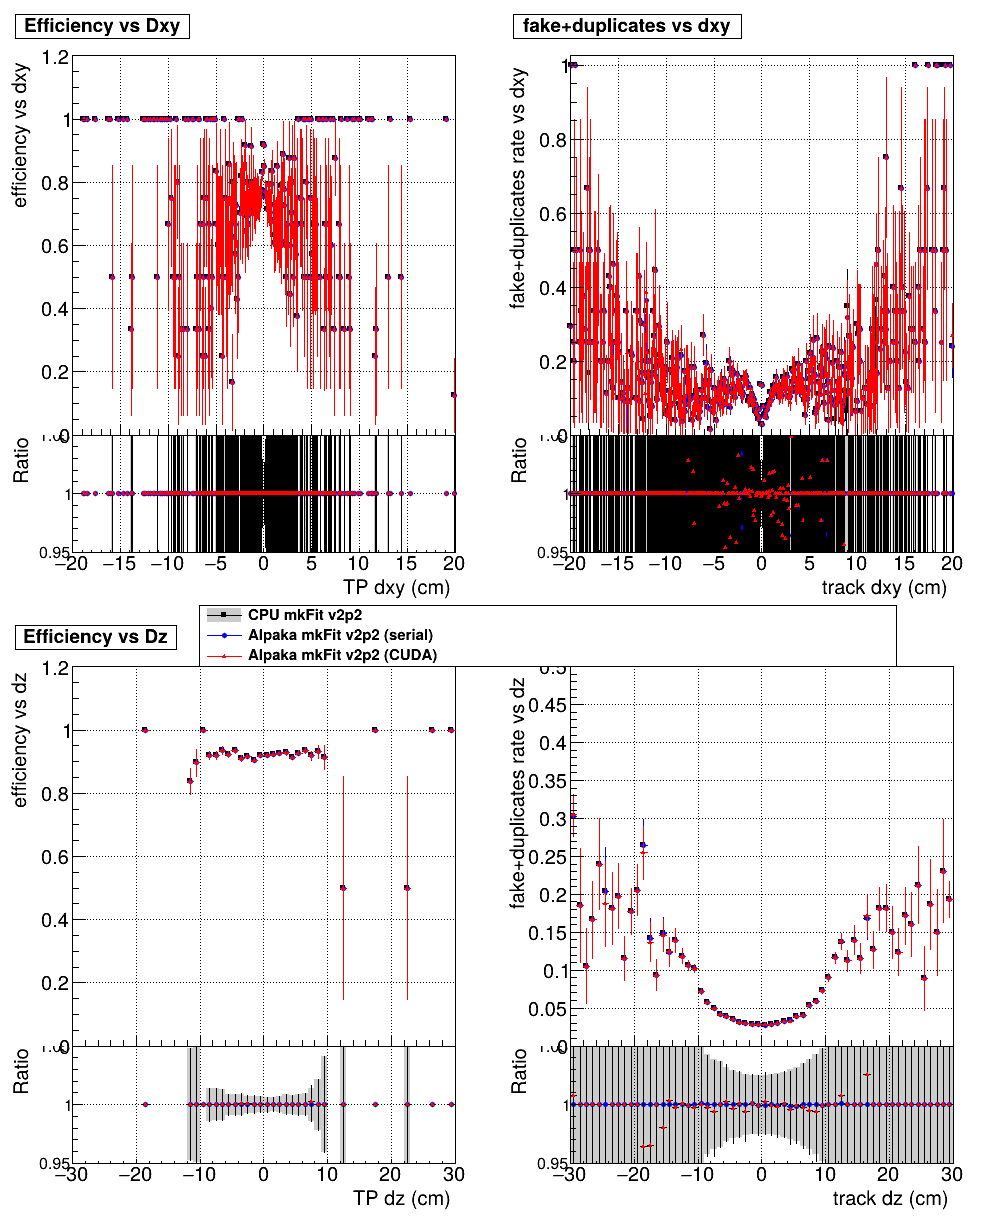 Efficiency vs Dxy
efficiency vs dxy
1.2
1
0.8
0.6
0.4
0.2
0
Ratio
1
0.95
−20 −15 −10 −5 0 5 10 15 20
TP dxy (cm)
fake+duplicates vs dxy
fake+duplicates rate vs dxy
1
0.8
0.6
0.4
0.2
0
Ratio
1
0.95
−20 −15 −10 −5 0 5 10 15 20
track dxy (cm)
CPU mkFit v2p2
Alpaka mkFit v2p2 (serial)
Alpaka mkFit v2p2 (CUDA)
Efficiency vs Dz
efficiency vs dz
1.2
1
0.8
0.6
0.4
0.2
0
Ratio
1
0.95
−30 −20 −10 0 10 20 30
TP dz (cm)
fake+duplicates rate vs dz
0.5
0.45
0.4
0.35
0.3
0.25
0.2
0.15
0.1
0.05
0
Ratio
1
0.95
−30 −20 −10 0 10 20 30
track dz (cm)